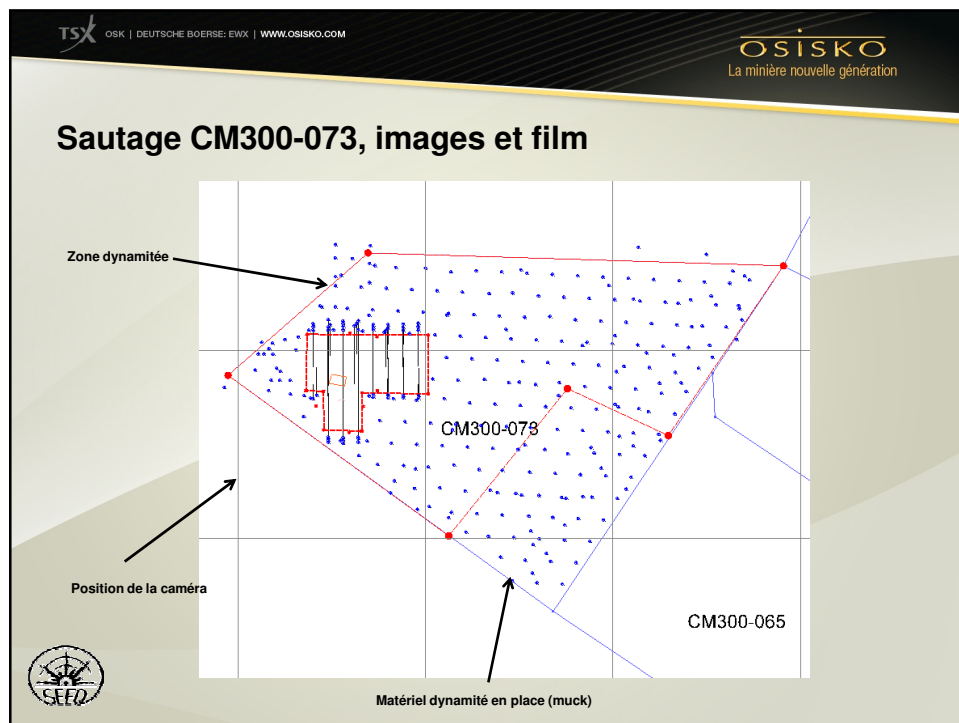 TSX OSK | DEUTSCHE BOERSE: EWX | WWW.OSISKO.COM
OSISKO
La minière nouvelle génération
Sautage CM300-073, images et film
Zone dynamitée
CM300-073
Position de la caméra
CM300-065
Matériel dynamité en place (muck)
SEEQ